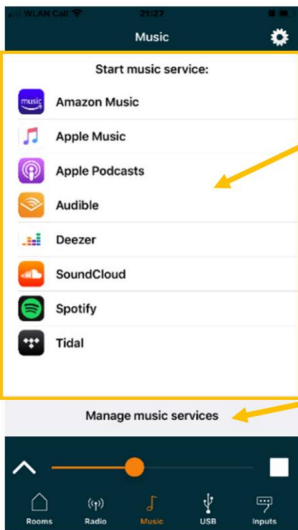 WLAN Call 21:27
Music
Start music service:
music
Amazon Music
Apple Music
Apple Podcasts
Audible
Deezer
SoundCloud
Spotify
Tidal
Manage music services
Rooms Radio Music USB Inputs